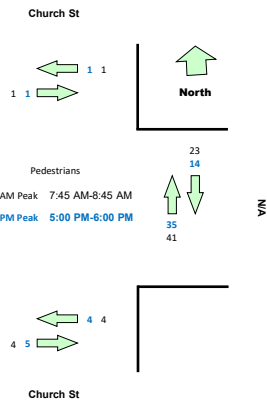 Church St
1 1
1 1
North
23
14
Pedestrians
AM Peak 7:45 AM-8:45 AM
PM Peak 5:00 PM-6:00 PM
N/A
35
41
4 4
4 5
Church St